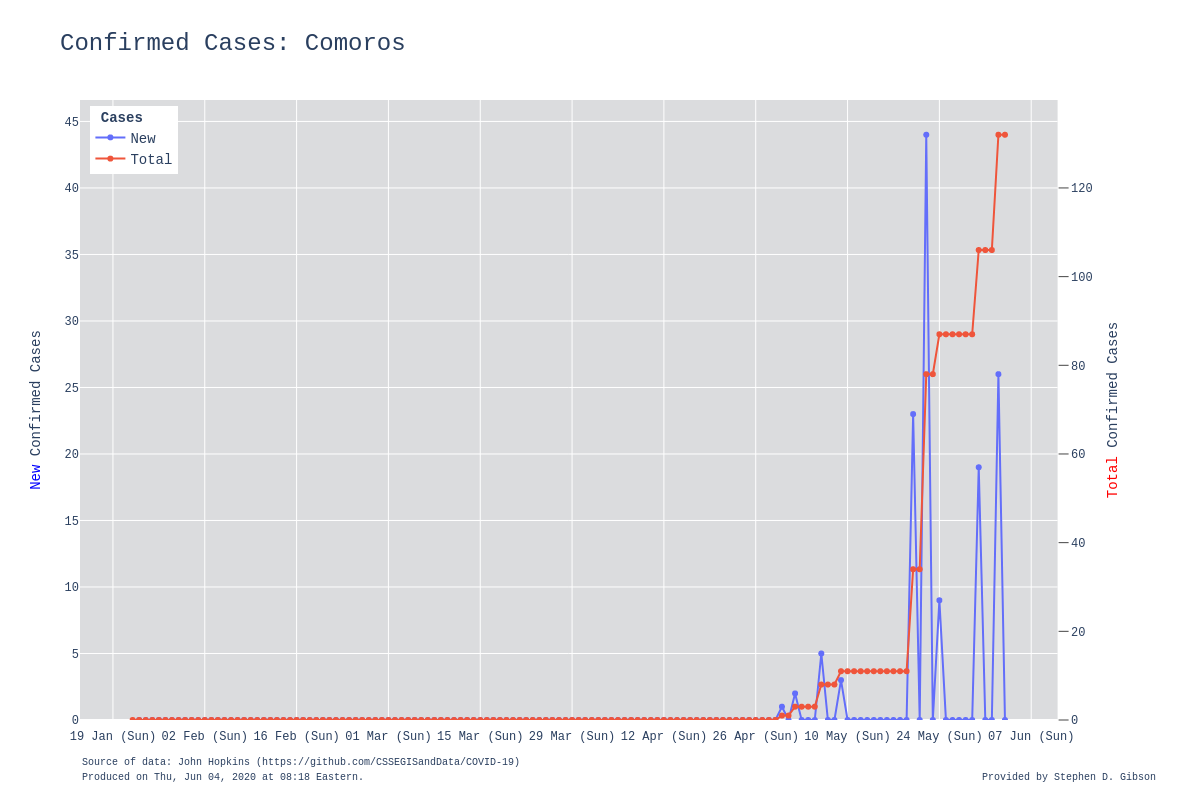 Confirmed Cases: Comoros
Cases
New
Total
45
40
35
30
25
20
15
10
5
0
New Confirmed Cases
120
100
80
60
40
20
0
Total Confirmed Cases
19 Jan (Sun) 02 Feb (Sun) 16 Feb (Sun) 01 Mar (Sun) 15 Mar (Sun) 29 Mar (Sun) 12 Apr (Sun) 26 Apr (Sun) 10 May (Sun) 24 May (Sun) 07 Jun (Sun)
Source of data: John Hopkins (https://github.com/CSSEGISandData/COVID-19)
Produced on Thu, Jun 04, 2020 at 08:18 Eastern.
Provided by Stephen D. Gibson